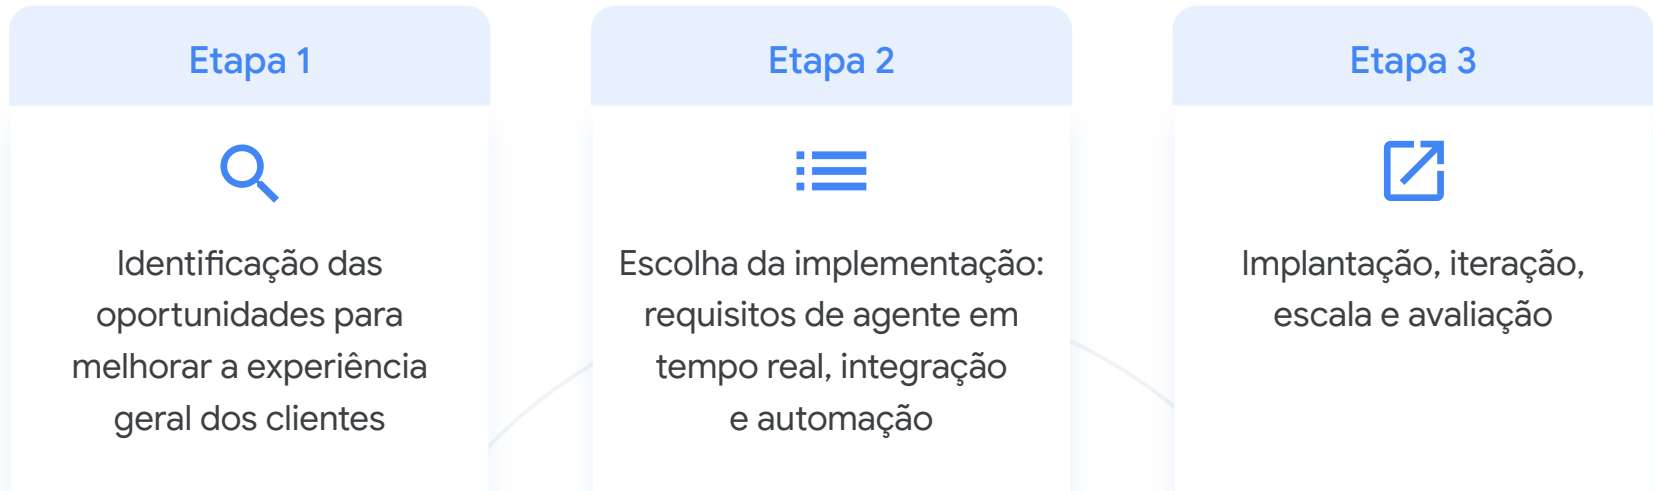 Etapa 1
Identificação das
oportunidades para
melhorar a experiência
geral dos clientes
Etapa 2
Escolha da implementação:
requisitos de agente em
tempo real, integração
e automação
Etapa 3
Implantação, iteração,
escala e avaliação